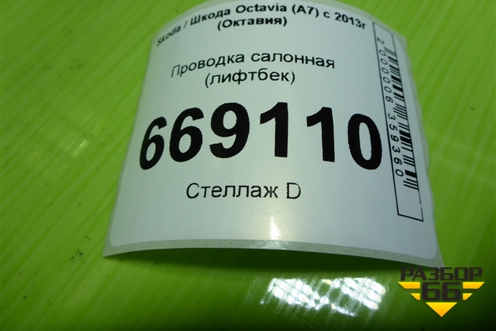 Skoda / Шкода Octavia (A7) с 2013г
(Октавия)
Проводка салонная
(лифтбек)
669110
Стеллаж D
2000006359360
РАЗБОР
66